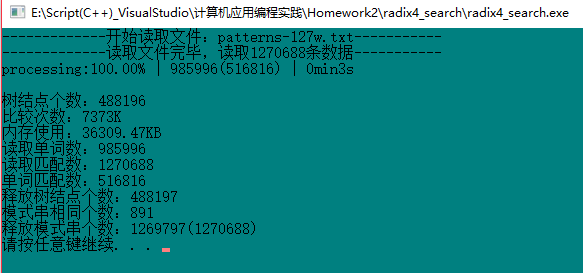 E:\Script(C++)_VisualStudio\计算机应用编程实践\Homework2\radix4_search\radix4_search.exe
-------------开始读取文件：patterns-127w.txt-----------
-------------读取文件完毕，读取1270688条数据-----------
processing:100.00% | 985996(516816) | 0min3s
树结点个数：488196
比较次数：7373K
内存使用：36309.47KB
读取单词数：985996
读取匹配数：1270688
单词匹配数：516816
释放树结点个数：488197
模式串相同个数：891
释放模式串个数：1269797(1270688)
请按任意键继续. . .